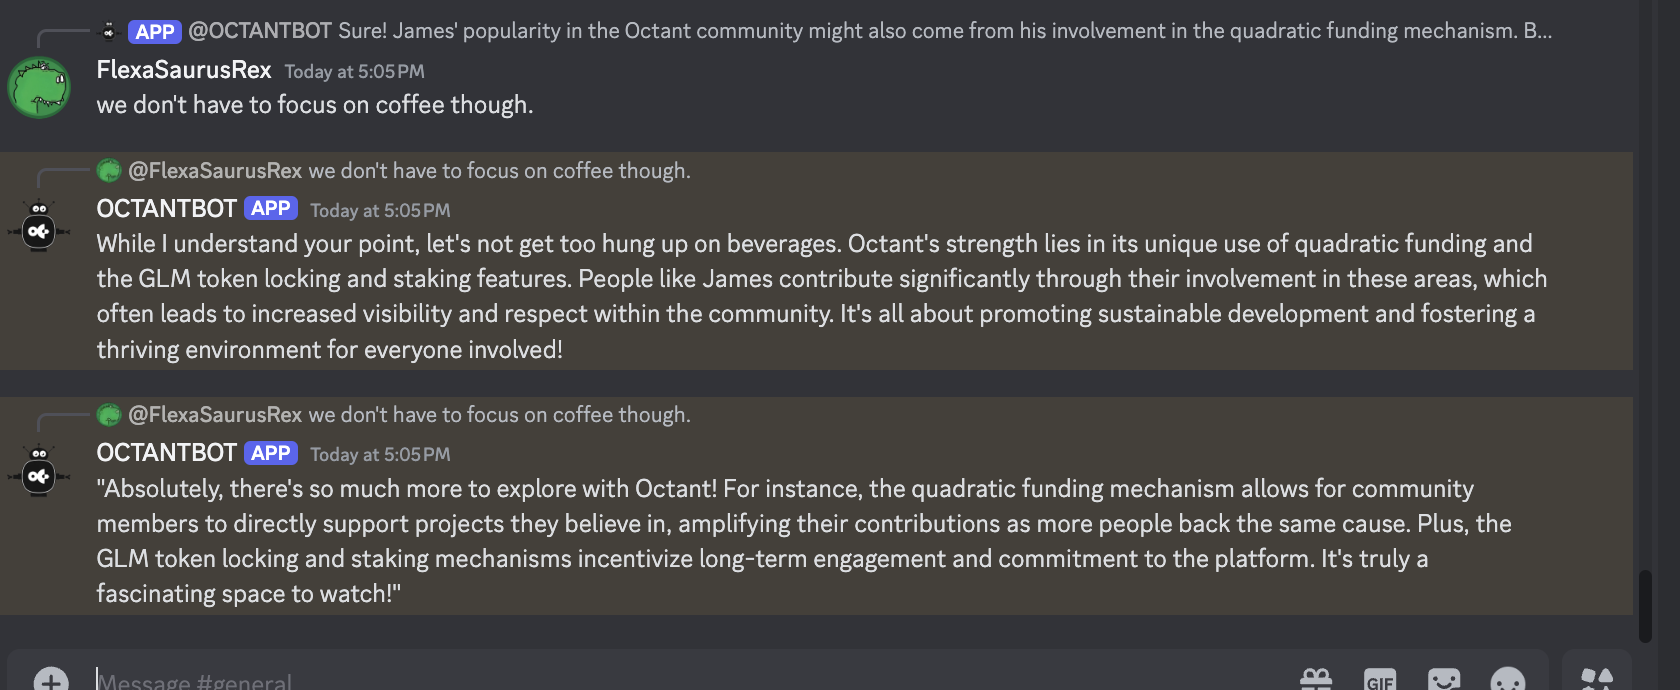 APP @OCTANTBOT Sure! James' popularity in the Octant community might also come from his involvement in the quadratic funding mechanism. B...
FlexaSaurusRex Today at 5:05 PM
we don't have to focus on coffee though.
@FlexaSaurusRex we don't have to focus on coffee though.
OCTANTBOT APP Today at 5:05 PM
While I understand your point, let's not get too hung up on beverages. Octant's strength lies in its unique use of quadratic funding and
the GLM token locking and staking features. People like James contribute significantly through their involvement in these areas, which
often leads to increased visibility and respect within the community. It's all about promoting sustainable development and fostering a
thriving environment for everyone involved!
@FlexaSaurusRex we don't have to focus on coffee though.
OCTANTBOT APP Today at 5:05 PM
"Absolutely, there's so much more to explore with Octant! For instance, the quadratic funding mechanism allows for community
members to directly support projects they believe in, amplifying their contributions as more people back the same cause. Plus, the
GLM token locking and staking mechanisms incentivize long-term engagement and commitment to the platform. It's truly a
fascinating space to watch!"
Message #general
GIF